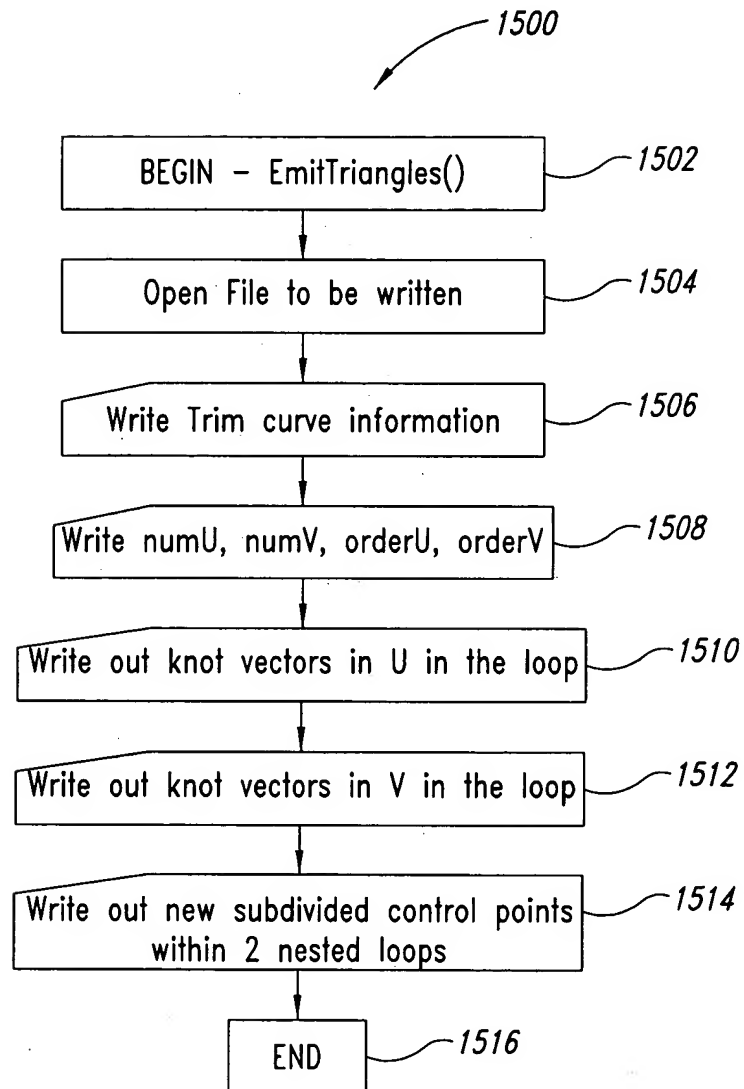 1500
BEGIN - EmitTriangles()
1502
Open File to be written
1504
Write Trim curve information
1506
Write numU, numV, orderU, orderV
1508
Write out knot vectors in U in the loop
1510
Write out knot vectors in V in the loop
1512
Write out new subdivided control points
within 2 nested loops
1514
END
1516